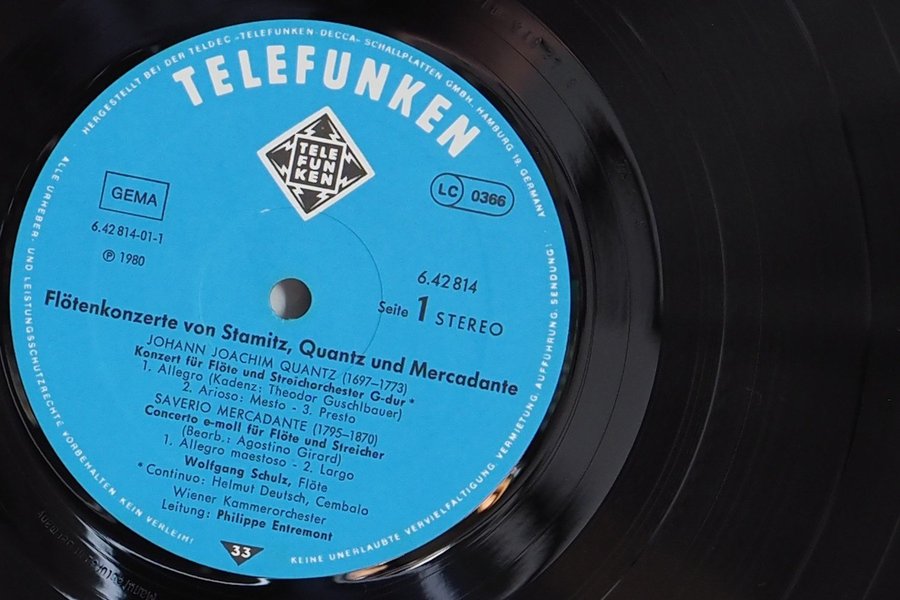 HERGESTELLT BEI DER TELDEC »TELEFUNKEN-DECCA« SCHALLPLATTEN GMBH. HAMBURG 19. GERMANY
TELEFUNKEN
TELE
FUN
KEN
GEMA
LC 0366
6.42 814-01-1
℗ 1980
6.42 814
Seite 1 STEREO
Flötenkonzerte von Stamitz, Quantz und Mercadante
JOHANN JOACHIM QUANTZ (1697–1773)
Konzert für Flöte und Streichorchester G-dur*
1. Allegro (Kadenz: Theodor Guschlbauer)
2. Arioso: Mesto - 3. Presto
SAVERIO MERCADANTE (1795–1870)
Concerto e-moll für Flöte und Streicher
(Bearb.: Agostino Girard)
1. Allegro maestoso - 2. Largo
Wolfgang Schulz, Flöte
* Continuo: Helmut Deutsch, Cembalo
Wiener Kammerorchester
Leitung: Philippe Entremont
33
ALLE URHEBER- UND LEISTUNGSSCHUTZRECHTE VORBEHALTEN KEIN VERLEIH!
KEINE UNERLAUBTE VERVIELFÄLTIGUNG, VERMIETUNG, AUFFÜHRUNG, SENDUNG!